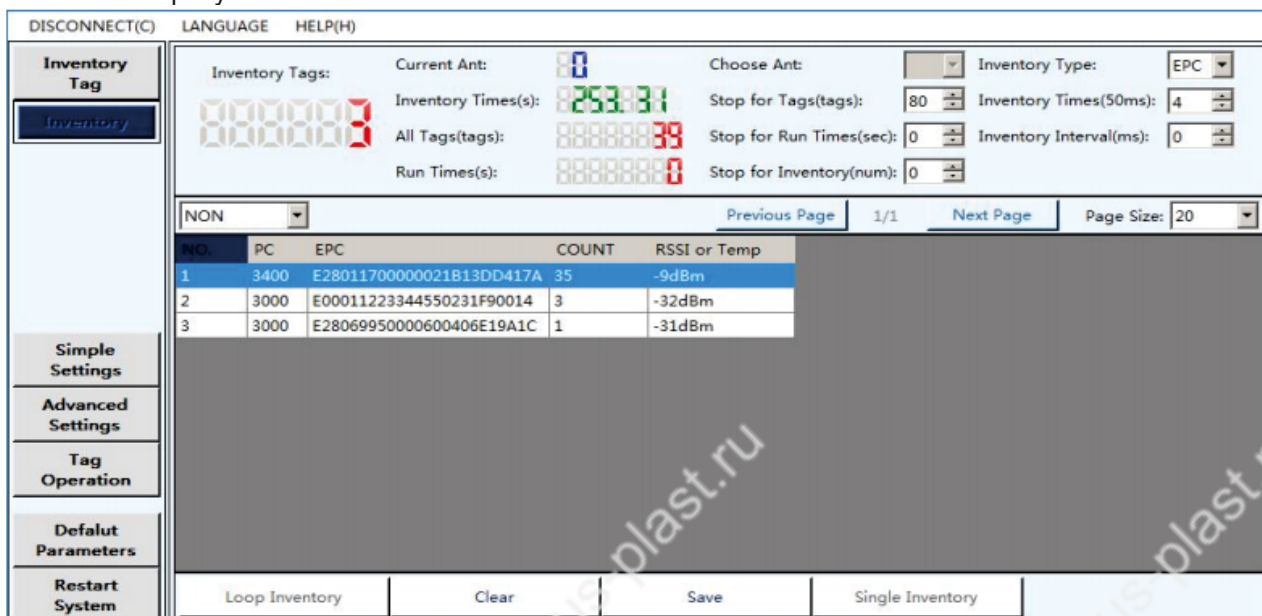 DISCONNECT(C) LANGUAGE HELP(H)
Inventory Tag
Inventory
Simple Settings
Advanced Settings
Tag Operation
Defalut Parameters
Restart System
Inventory Tags: 3
Current Ant: 0
Inventory Times(s): 253.31
All Tags(tags): 39
Run Times(s): 0
Choose Ant:
Stop for Tags(tags): 80
Stop for Run Times(sec): 0
Stop for Inventory(num): 0
Inventory Type: EPC
Inventory Times(50ms): 4
Inventory Interval(ms): 0
NON Previous Page 1/1 Next Page Page Size: 20
NO. PC EPC COUNT RSSI or Temp
1 3400 E28011700000021B13DD417A 35 -9dBm
2 3000 E00011223344550231F90014 3 -32dBm
3 3000 E28069950000600406E19A1C 1 -31dBm
Loop Inventory Clear Save Single Inventory
us-plast.ru
plast.